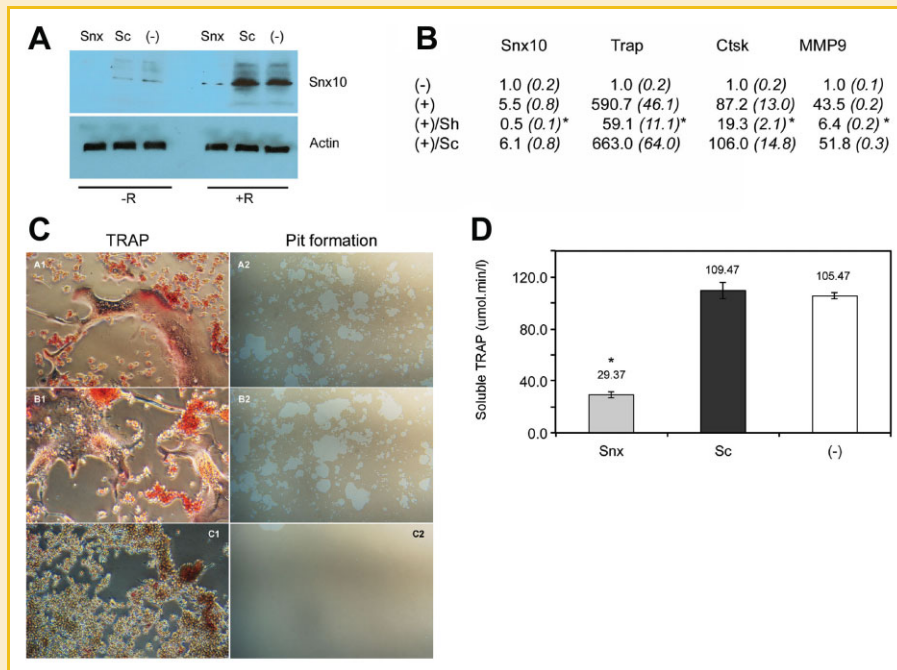 A
Snx Sc (-) Snx Sc (-)
Snx10
Actin
-R +R
B
Snx10 Trap Ctsk MMP9
(-) 1.0 (0.2) 1.0 (0.2) 1.0 (0.2) 1.0 (0.1)
(+) 5.5 (0.8) 590.7 (46.1) 87.2 (13.0) 43.5 (0.2)
(+)/Sh 0.5 (0.1)* 59.1 (11.1)* 19.3 (2.1) * 6.4 (0.2) *
(+)/Sc 6.1 (0.8) 663.0 (64.0) 106.0 (14.8) 51.8 (0.3)
C
TRAP Pit formation
A1 A2
B1 B2
C1 C2
D
Soluble TRAP (umol.min/l)
120.0
80.0
40.0
0.0
*
29.37
109.47
105.47
Snx Sc (-)